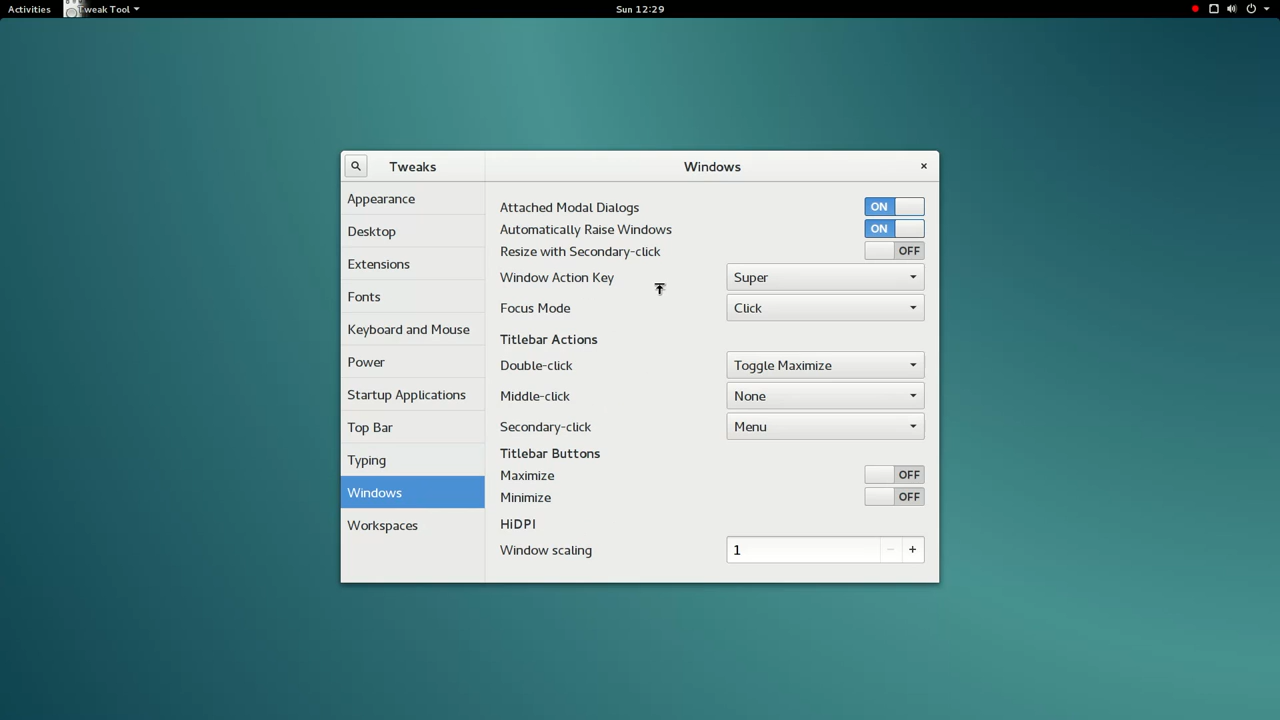 Activities Tweak Tool Sun 12:29
Tweaks Windows ×
Appearance
Desktop
Extensions
Fonts
Keyboard and Mouse
Power
Startup Applications
Top Bar
Typing
Windows
Workspaces
Attached Modal Dialogs ON
Automatically Raise Windows ON
Resize with Secondary-click OFF
Window Action Key Super
Focus Mode Click
Titlebar Actions
Double-click Toggle Maximize
Middle-click None
Secondary-click Menu
Titlebar Buttons
Maximize OFF
Minimize OFF
HiDPI
Window scaling 1 − +